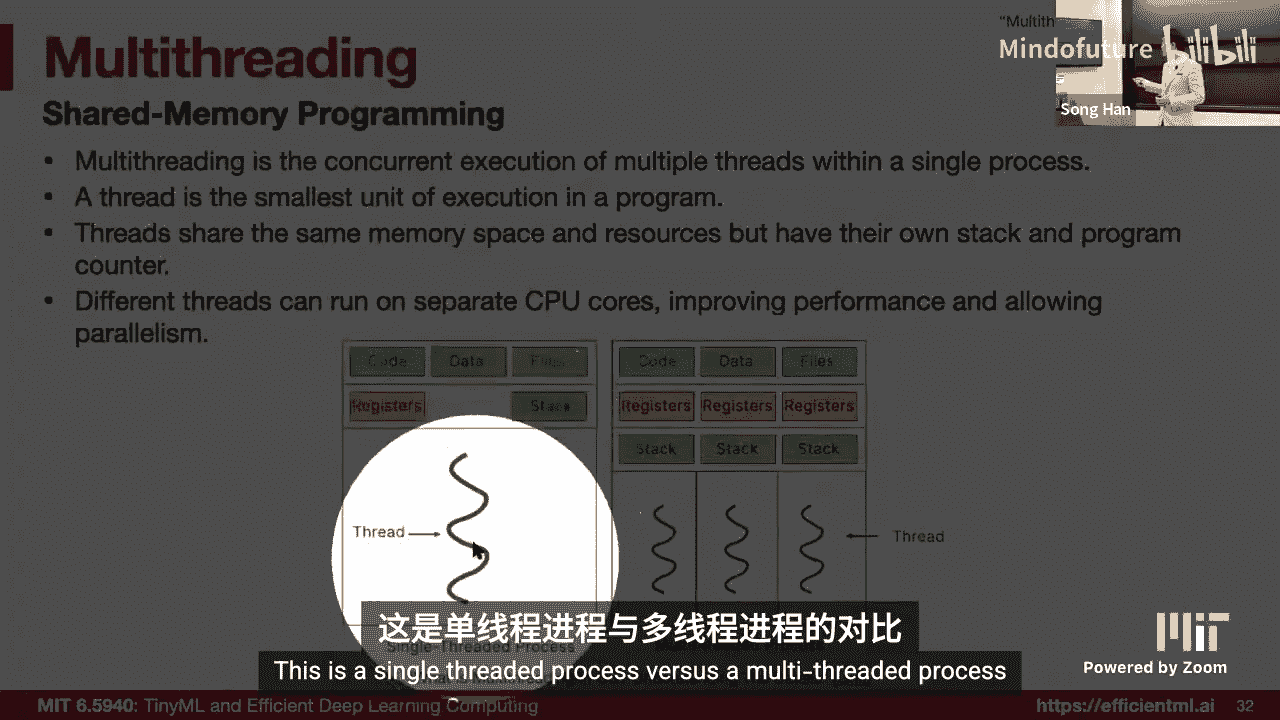 Multithreading
"Multith
Mindofuture bilibili
Song Han
Shared-Memory Programming
• Multithreading is the concurrent execution of multiple threads within a single process.
• A thread is the smallest unit of execution in a program.
• Threads share the same memory space and resources but have their own stack and program
counter.
• Different threads can run on separate CPU cores, improving performance and allowing
parallelism.
Code Data Files
Registers Stack
Thread
Code Data Files
Registers Registers Registers
Stack Stack Stack
Thread
Single-Threaded Process
这是单线程进程与多线程进程的对比
This is a single threaded process versus a multi-threaded process
MIT
Powered by Zoom
MIT 6.5940: TinyML and Efficient Deep Learning Computing
https://efficientml.ai
32